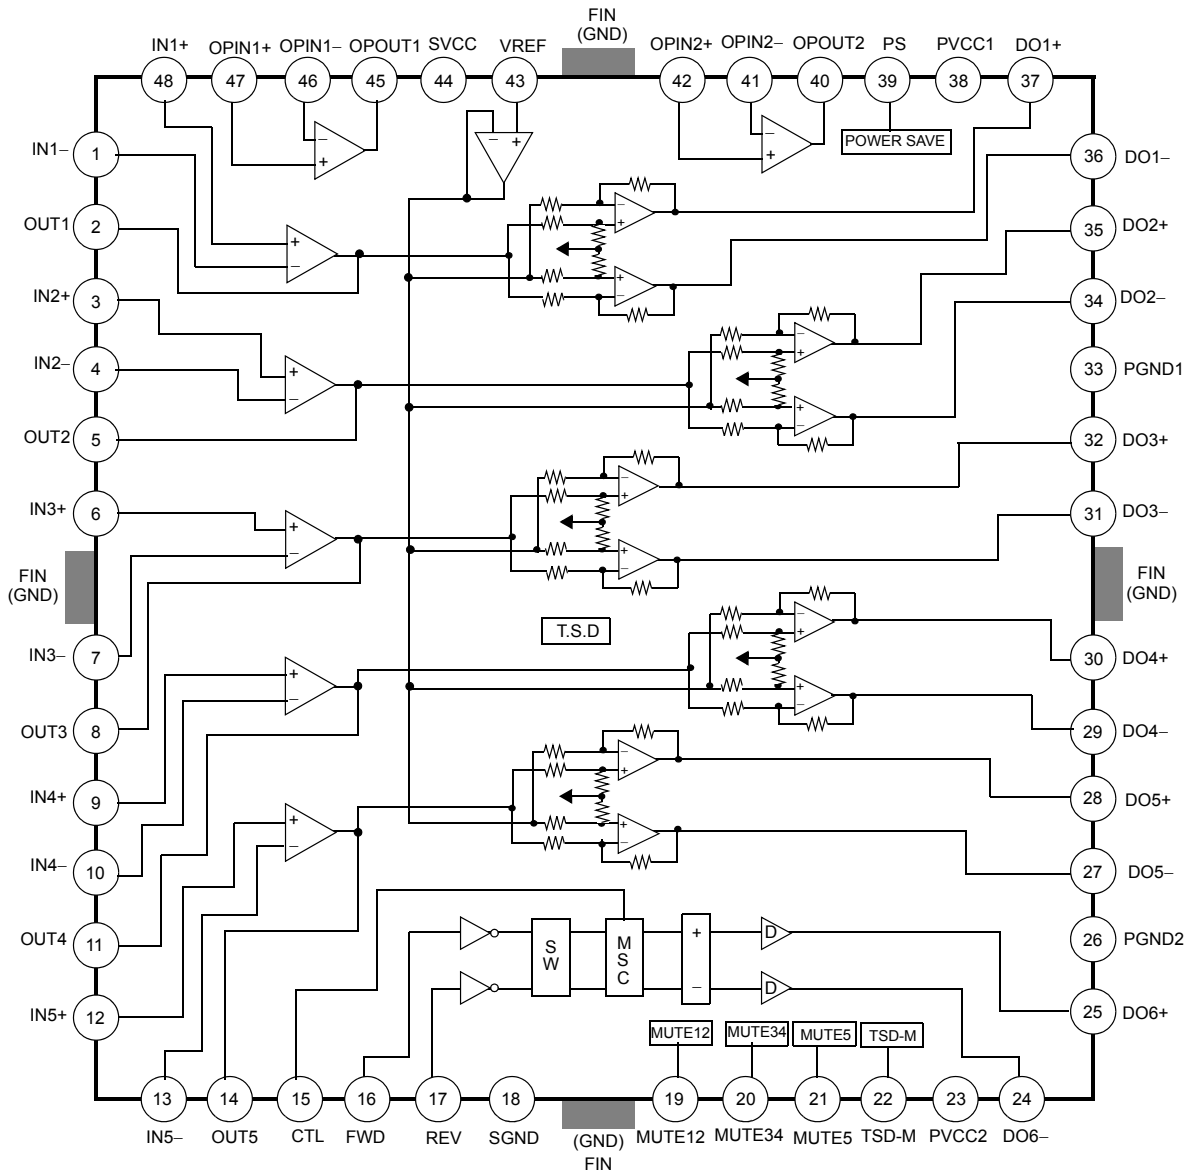 FIN
(GND)
IN1+ OPIN1+ OPIN1− OPOUT1 SVCC VREF OPIN2+ OPIN2− OPOUT2 PS PVCC1 DO1+
48 47 46 45 44 43 42 41 40 39 38 37
− +
− +
− +
POWER SAVE
IN1− 1
36 DO1−
OUT1 2
35 DO2+
− +
+ −
+ −
IN2+ 3
34 DO2−
− +
+ −
+ −
IN2− 4
33 PGND1
OUT2 5
32 DO3+
− +
IN3+ 6
31 DO3−
+ −
+ −
FIN
(GND)
FIN
(GND)
T.S.D
− +
IN3− 7
30 DO4+
+ −
+ −
OUT3 8
29 DO4−
− +
IN4+ 9
28 DO5+
+ −
+ −
IN4− 10
27 DO5−
OUT4 11
26 PGND2
SW
MSC
+ −
D
D
IN5+ 12
25 DO6+
MUTE12 MUTE34 MUTE5 TSD-M
13 14 15 16 17 18 19 20 21 22 23 24
IN5− OUT5 CTL FWD REV SGND (GND) MUTE12 MUTE34 MUTE5 TSD-M PVCC2 DO6−
FIN